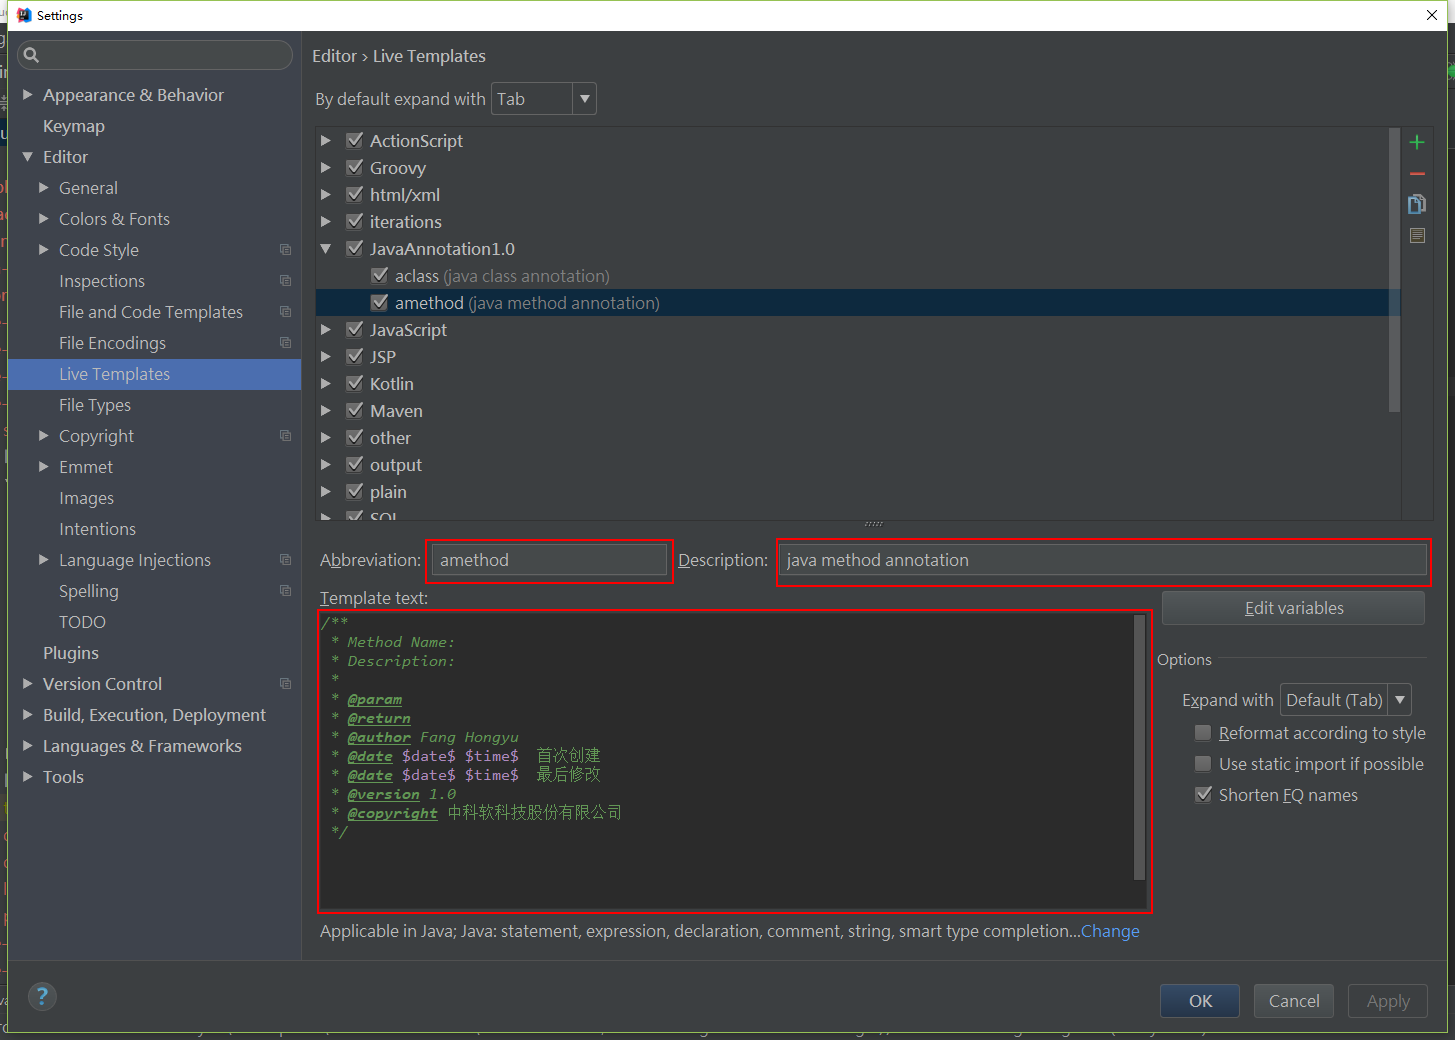 Settings
Editor › Live Templates
By default expand with Tab
Appearance & Behavior
Keymap
Editor
General
Colors & Fonts
Code Style
Inspections
File and Code Templates
File Encodings
Live Templates
File Types
Copyright
Emmet
Images
Intentions
Language Injections
Spelling
TODO
Plugins
Version Control
Build, Execution, Deployment
Languages & Frameworks
Tools
ActionScript
Groovy
html/xml
iterations
JavaAnnotation1.0
aclass (java class annotation)
amethod (java method annotation)
JavaScript
JSP
Kotlin
Maven
other
output
plain
SQL
Abbreviation: amethod Description: java method annotation
Template text:
/**
* Method Name:
* Description:
*
* @param
* @return
* @author Fang Hongyu
* @date $date$ $time$ 首次创建
* @date $date$ $time$ 最后修改
* @version 1.0
* @copyright 中科软科技股份有限公司
*/
Edit variables
Options
Expand with Default (Tab)
Reformat according to style
Use static import if possible
Shorten FQ names
Applicable in Java; Java: statement, expression, declaration, comment, string, smart type completion...Change
?
OK Cancel Apply